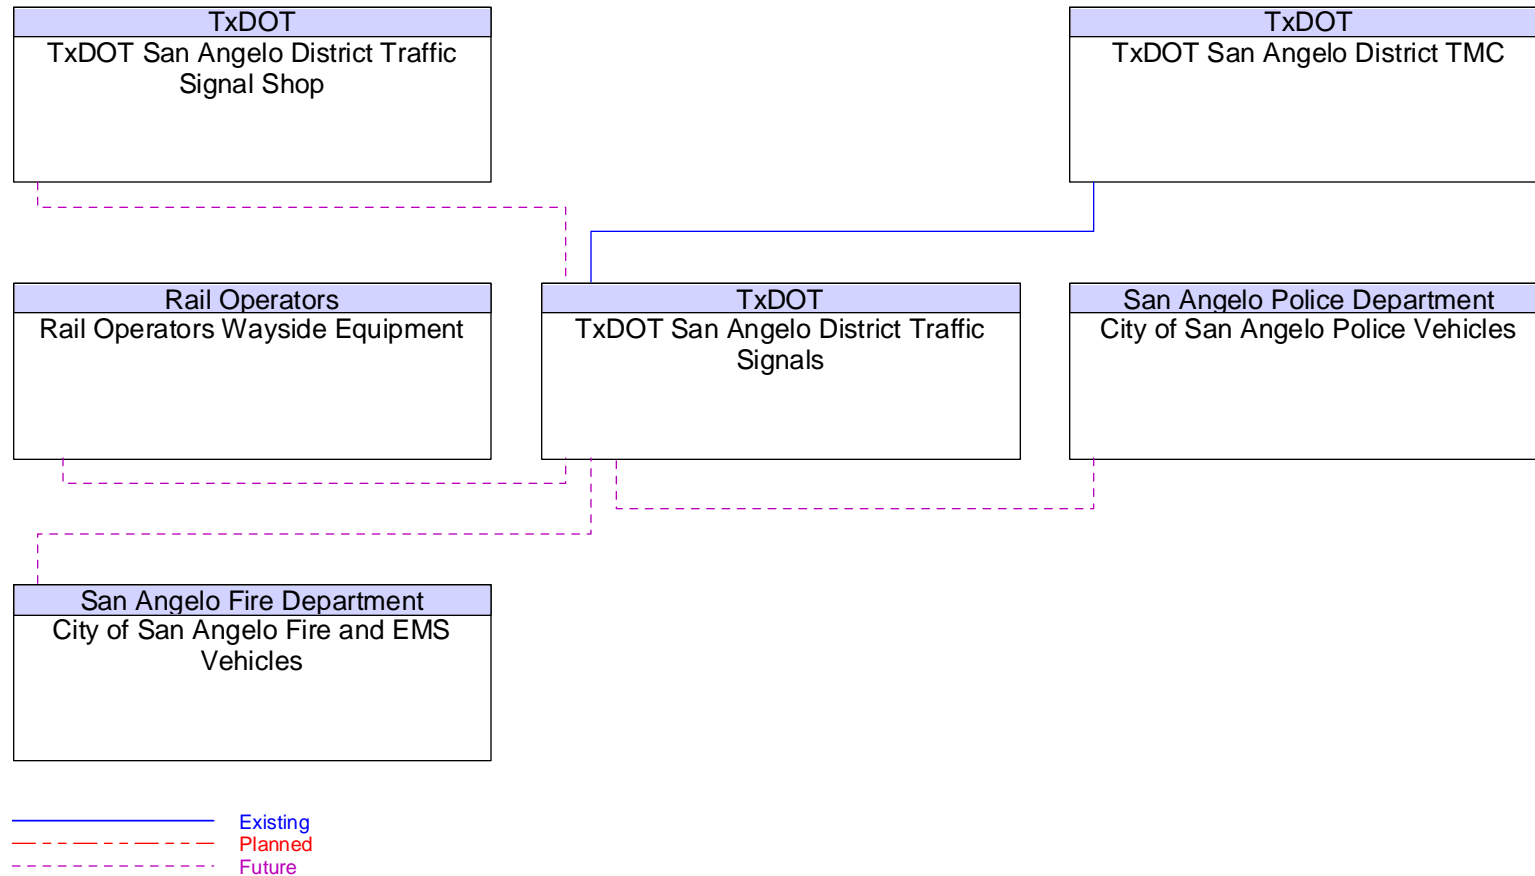 TxDOT
TxDOT San Angelo District Traffic
Signal Shop
TxDOT
TxDOT San Angelo District TMC
Rail Operators
Rail Operators Wayside Equipment
TxDOT
TxDOT San Angelo District Traffic
Signals
San Angelo Police Department
City of San Angelo Police Vehicles
San Angelo Fire Department
City of San Angelo Fire and EMS
Vehicles
Existing
Planned
Future